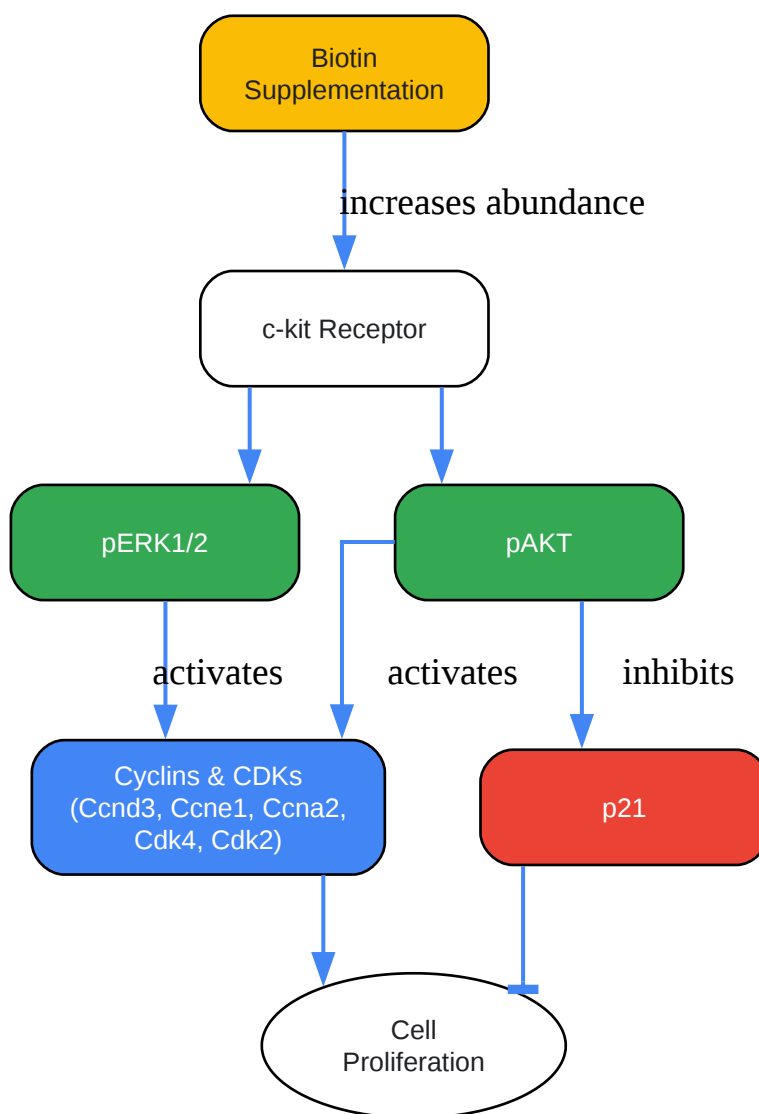 Biotin
Supplementation
increases abundance
c-kit Receptor
pERK1/2
pAKT
activates
activates
inhibits
Cyclins & CDKs
(Ccnd3, Ccne1, Ccna2,
Cdk4, Cdk2)
p21
Cell
Proliferation